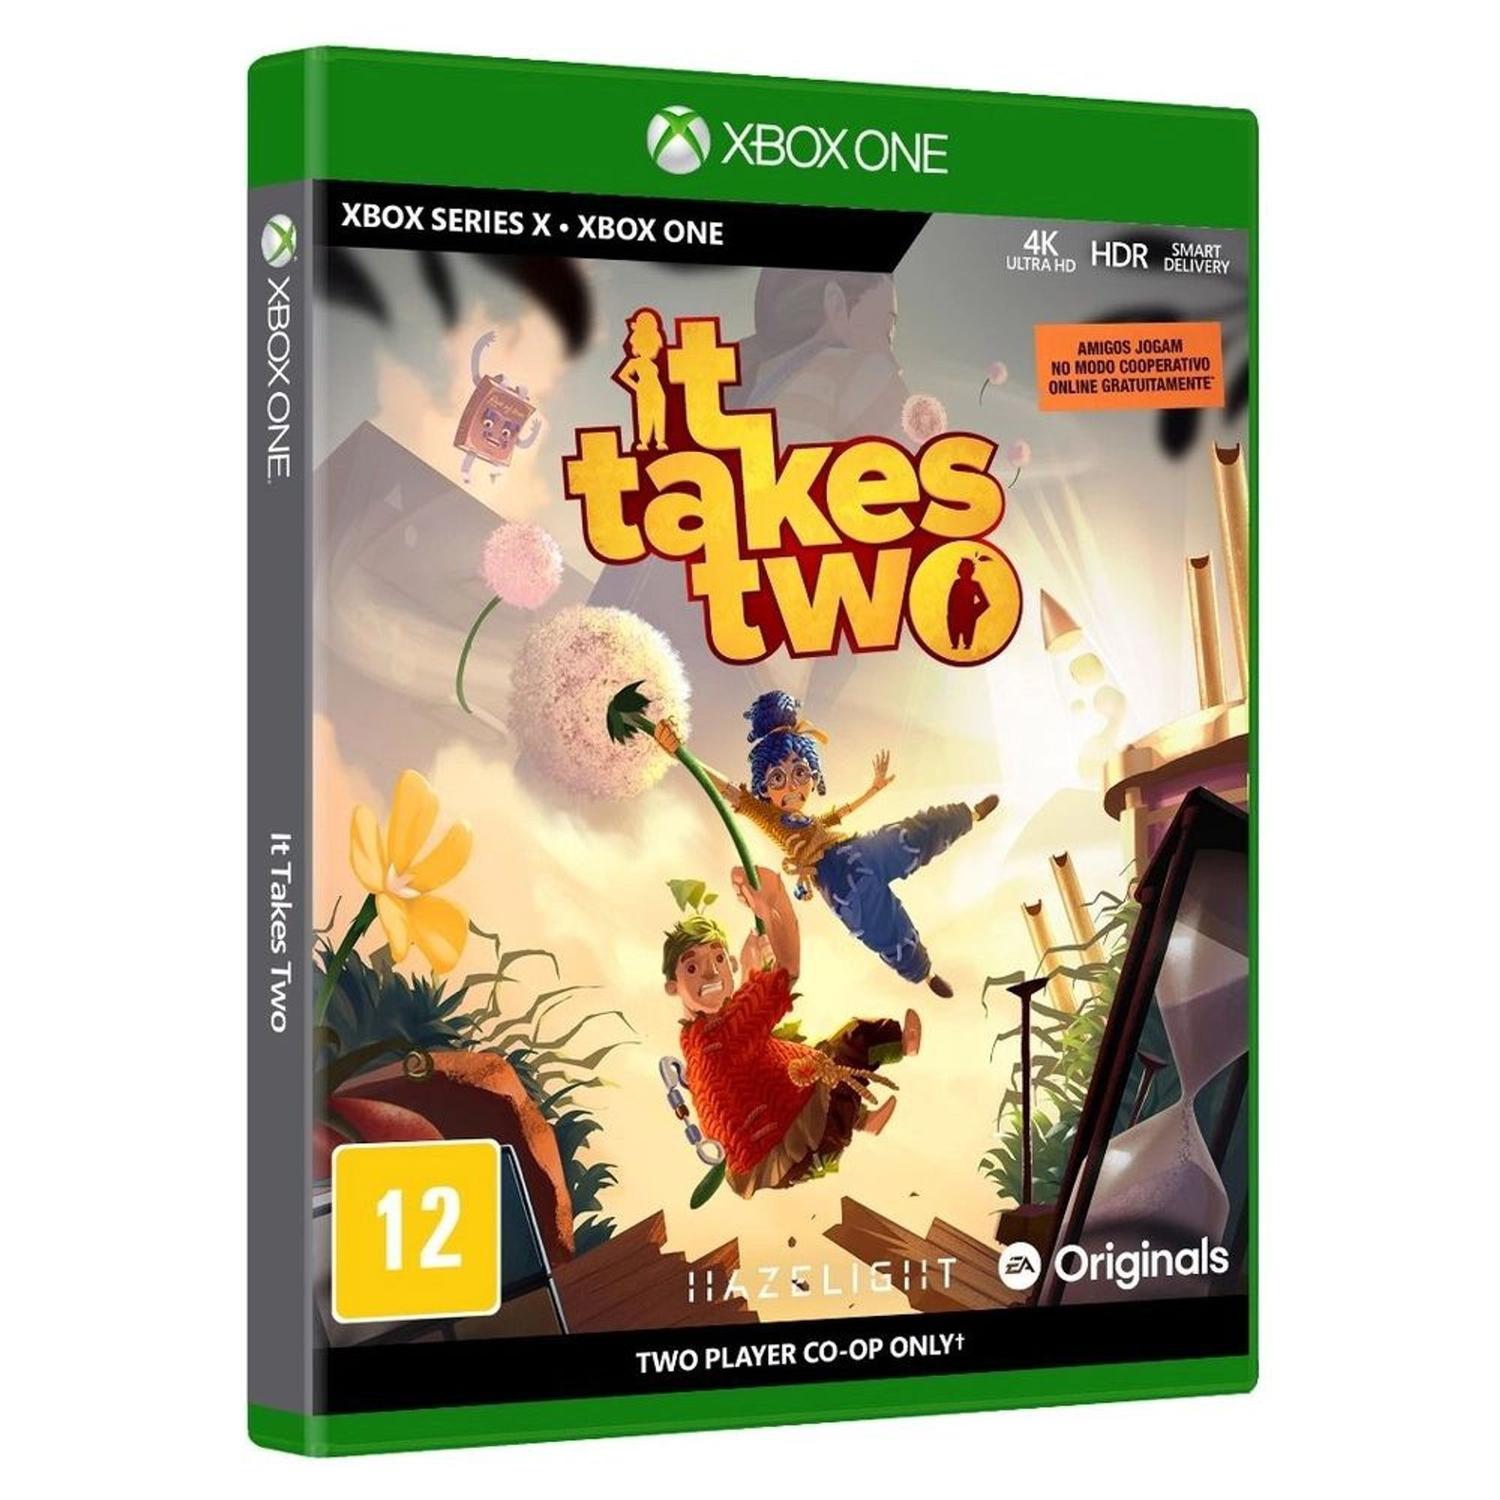 XBOX ONE
XBOX SERIES X • XBOX ONE
4K
ULTRA HD
HDR
SMART
DELIVERY
AMIGOS JOGAM
NO MODO COOPERATIVO
ONLINE GRATUITAMENTE*
it
takes
two
XBOX ONE
It Takes Two
12
HAZELIGHT
EA Originals
TWO PLAYER CO-OP ONLY†